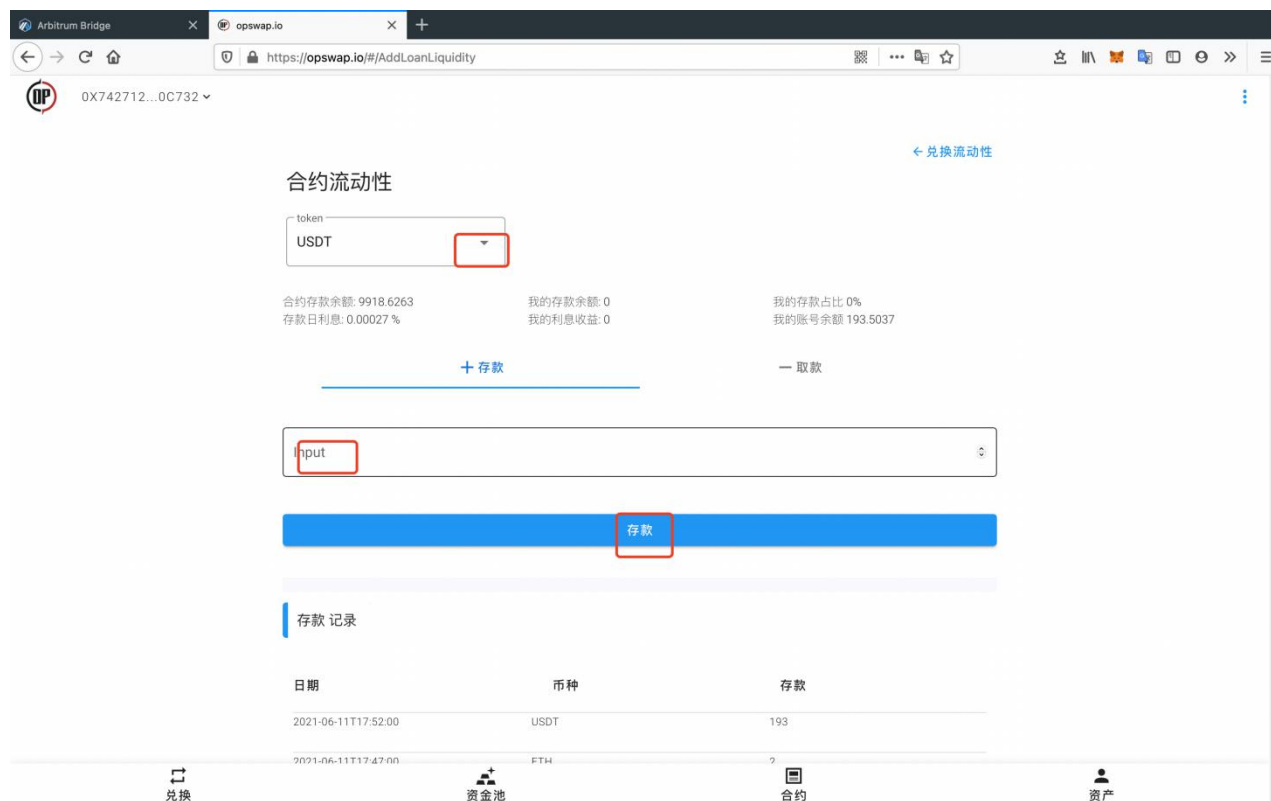 Arbitrum Bridge
opswap.io
https://opswap.io/#/AddLoanLiquidity
OP
0X742712...0C732
兑换流动性
合约流动性
token
USDT
合约存款余额: 9918.6263
我的存款余额: 0
我的存款占比 0%
存款日利息: 0.00027 %
我的利息收益: 0
我的账号余额 193.5037
存款
取款
Input
存款
存款 记录
日期 币种 存款
2021-06-11T17:52:00 USDT 193
2021-06-11T17:47:00 ETH 2
兑换
资金池
合约
资产